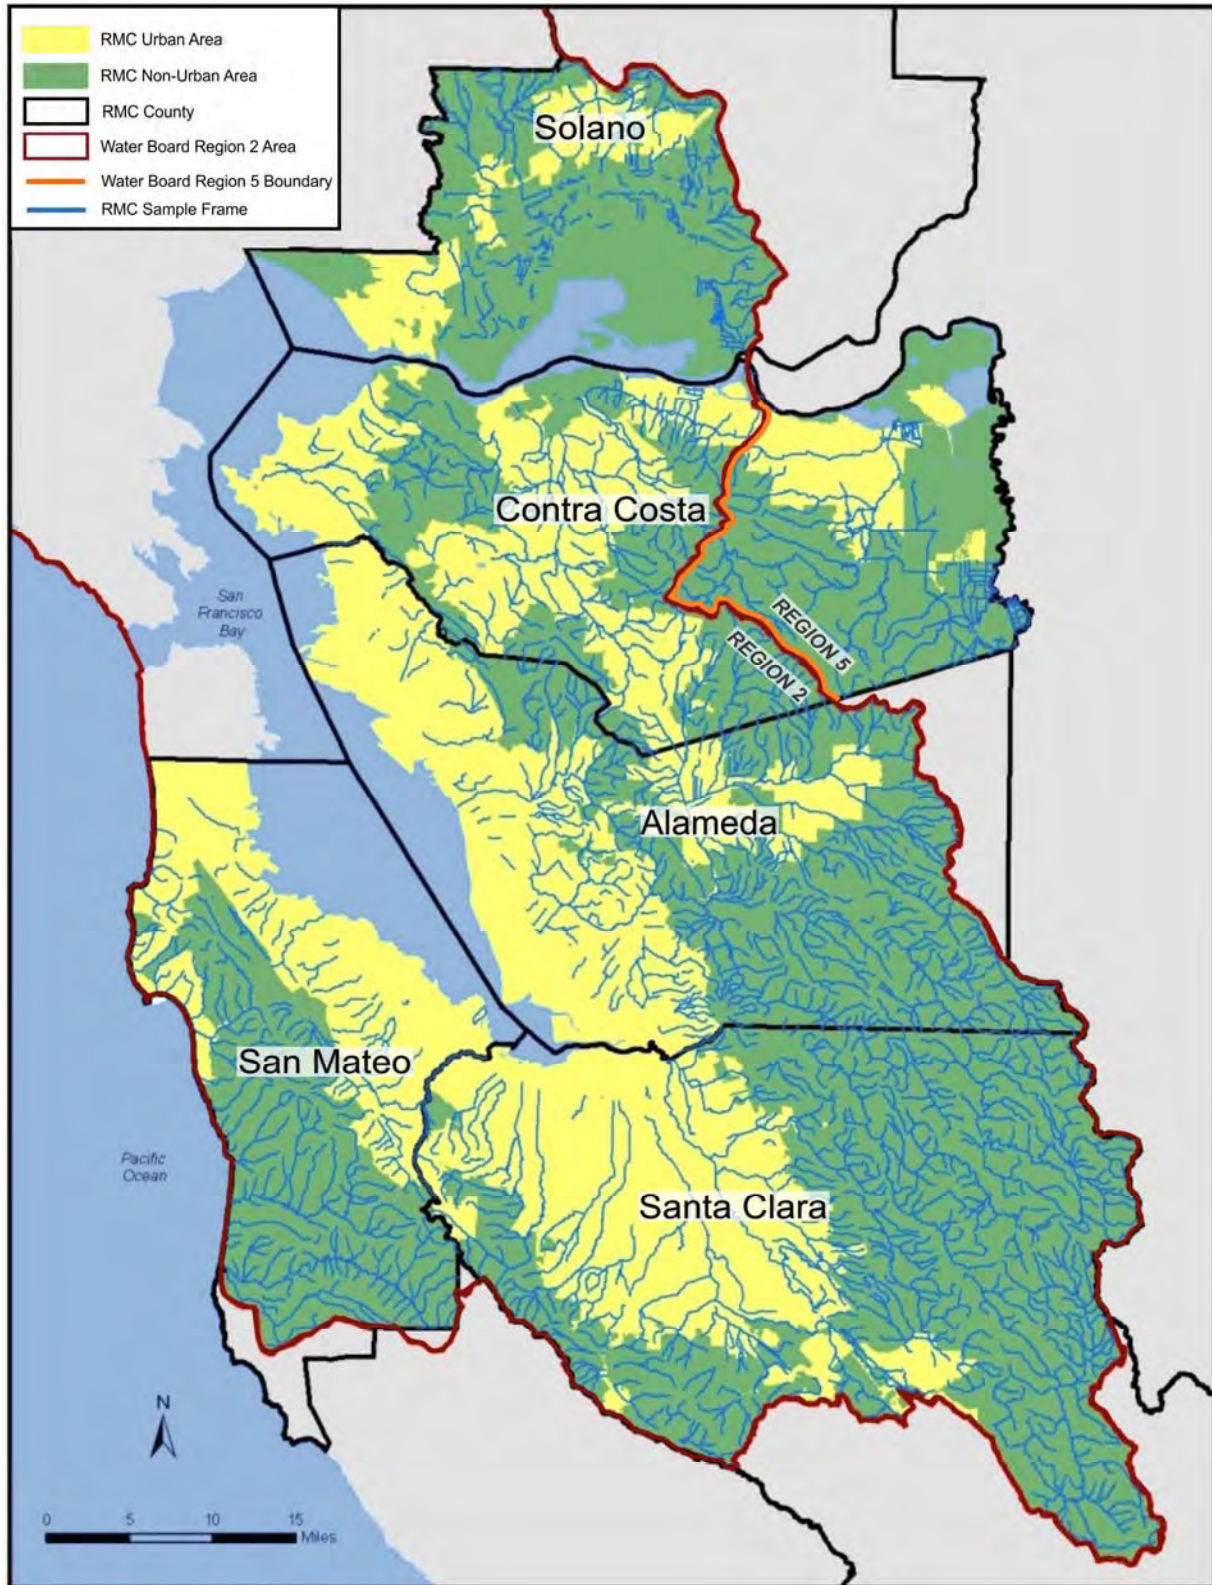 RMC Urban Area
RMC Non-Urban Area
RMC County
Water Board Region 2 Area
Water Board Region 5 Boundary
RMC Sample Frame
Solano
Contra Costa
San
Francisco
Bay
REGION 5
REGION 2
Alameda
San Mateo
Pacific
Ocean
Santa Clara
N
0 5 10 15
Miles